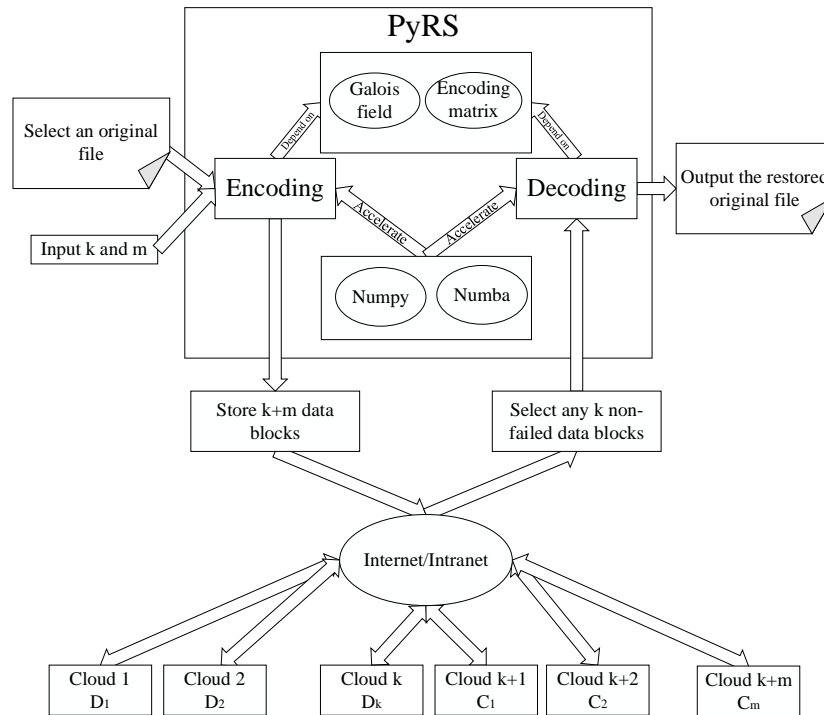 PyRS
Galois
field
Encoding
matrix
Select an original
file
Depend on
Depend on
Encoding
Decoding
Output the restored
original file
Accelerate
Accelerate
Input k and m
Numpy
Numba
Store k+m data
blocks
Select any k non-
failed data blocks
Internet/Intranet
Cloud 1
D1
Cloud 2
D2
Cloud k
Dk
Cloud k+1
C1
Cloud k+2
C2
Cloud k+m
Cm